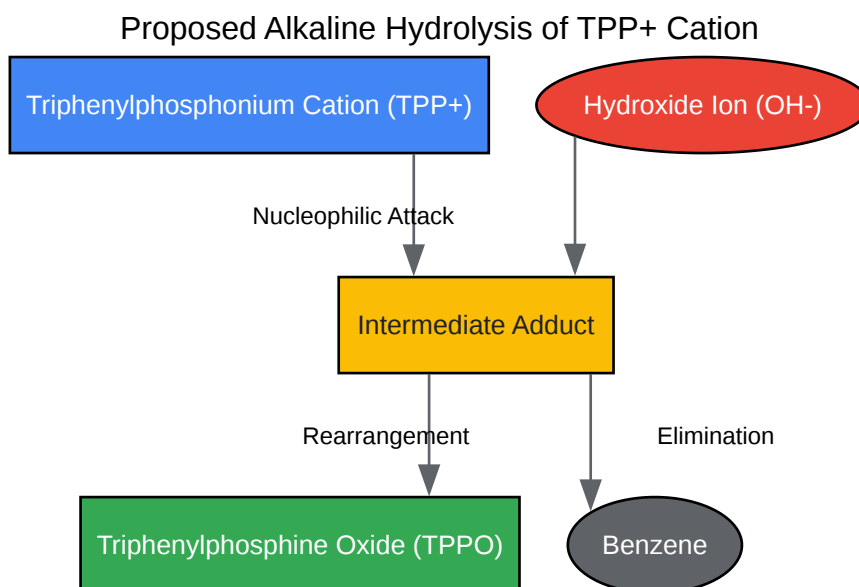 Proposed Alkaline Hydrolysis of TPP+ Cation
Triphenylphosphonium Cation (TPP+)
Hydroxide Ion (OH-)
Nucleophilic Attack
Intermediate Adduct
Rearrangement
Elimination
Triphenylphosphine Oxide (TPPO)
Benzene